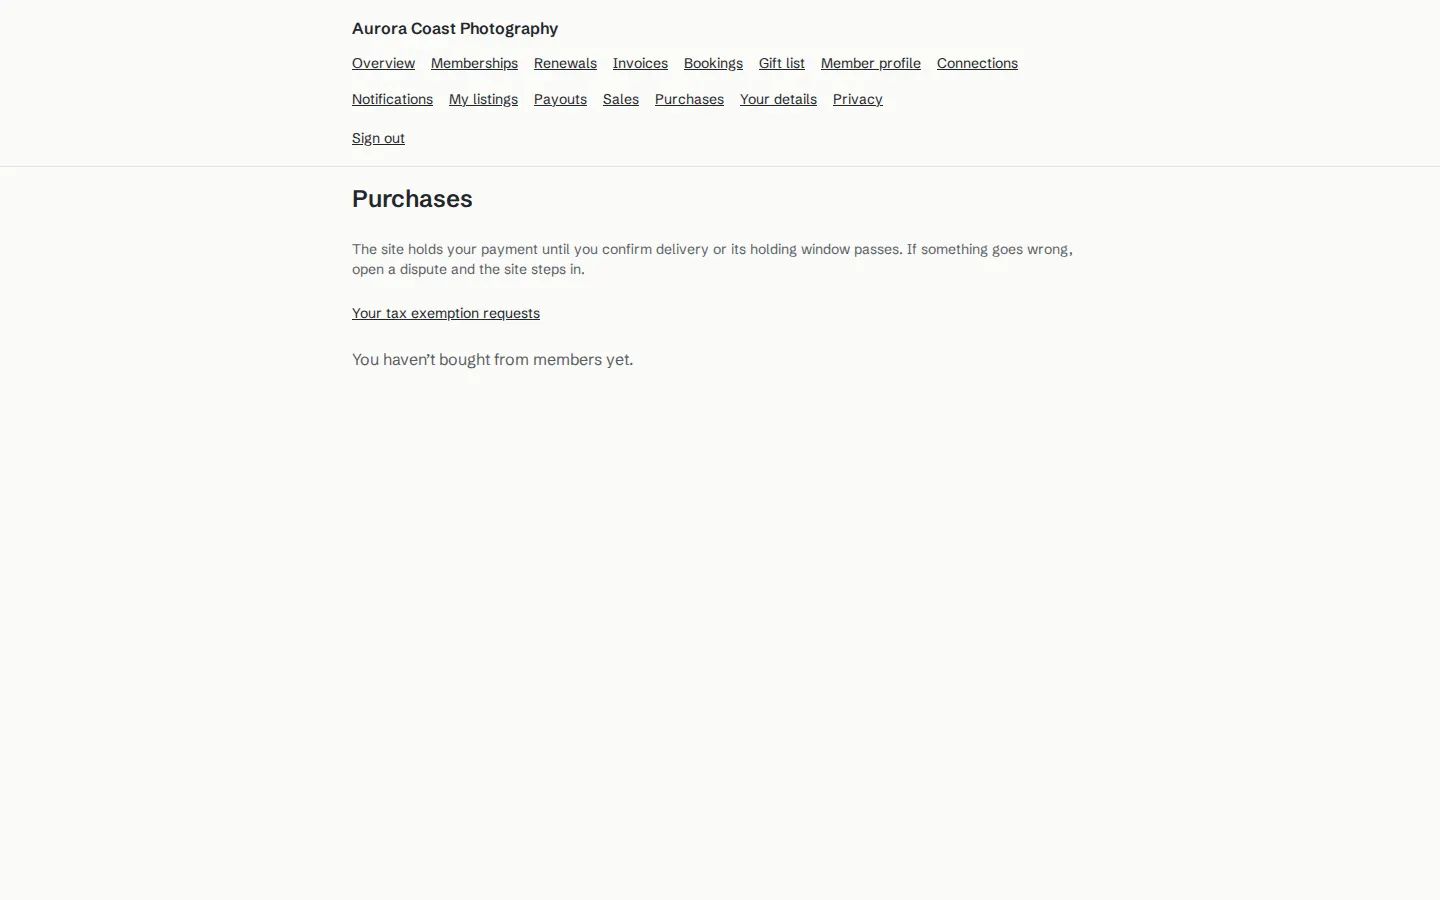 Aurora Coast Photography
Overview Memberships Renewals Invoices Bookings Gift list Member profile Connections
Notifications My listings Payouts Sales Purchases Your details Privacy
Sign out
Purchases
The site holds your payment until you confirm delivery or its holding window passes. If something goes wrong,
open a dispute and the site steps in.
Your tax exemption requests
You haven’t bought from members yet.